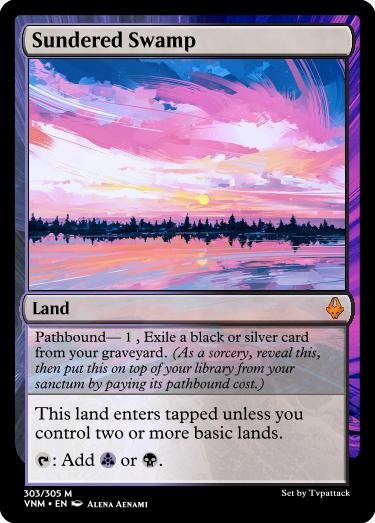 Sundered Swamp
Land
Pathbound— 1 , Exile a black or silver card
from your graveyard. (As a sorcery, reveal this,
then put this on top of your library from your
sanctum by paying its pathbound cost.)
This land enters tapped unless you
control two or more basic lands.
: Add or .
303/305 M
VNM • EN Alena Aenami
Set by Tvpattack